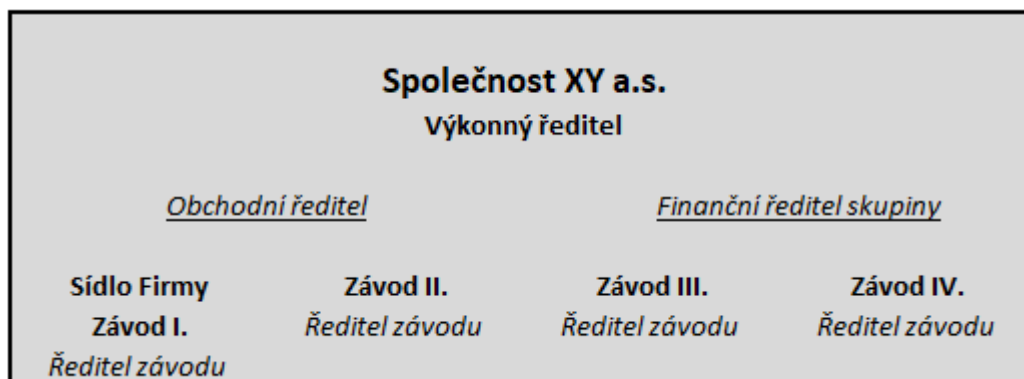 Společnost XY a.s.
Výkonný ředitel
Obchodní ředitel Finanční ředitel skupiny
Sídlo Firmy Závod II. Závod III. Závod IV.
Závod I. Ředitel závodu Ředitel závodu Ředitel závodu
Ředitel závodu